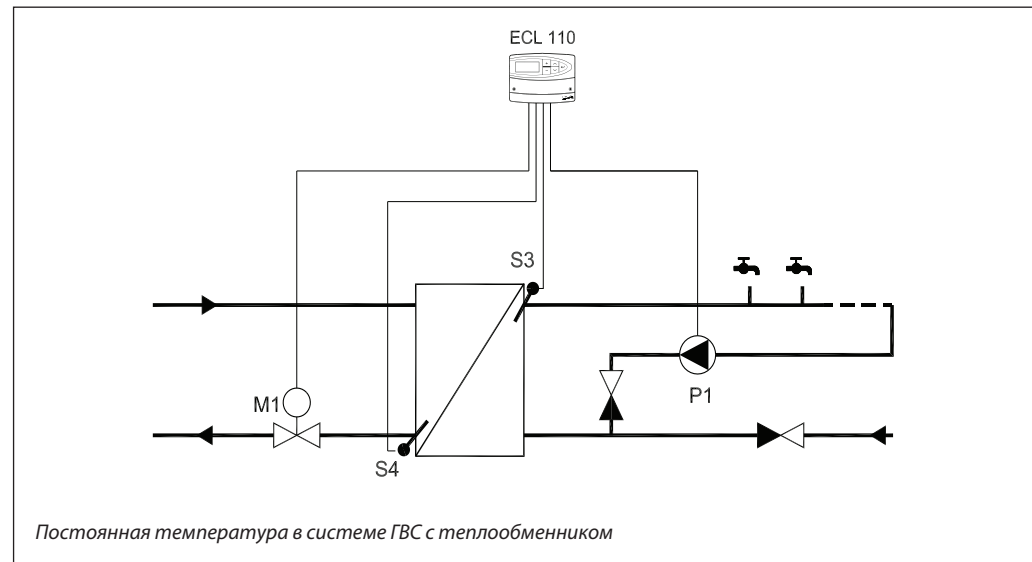 ECL 110
S3
M1
P1
S4
Постоянная температура в системе ГВС с теплообменником